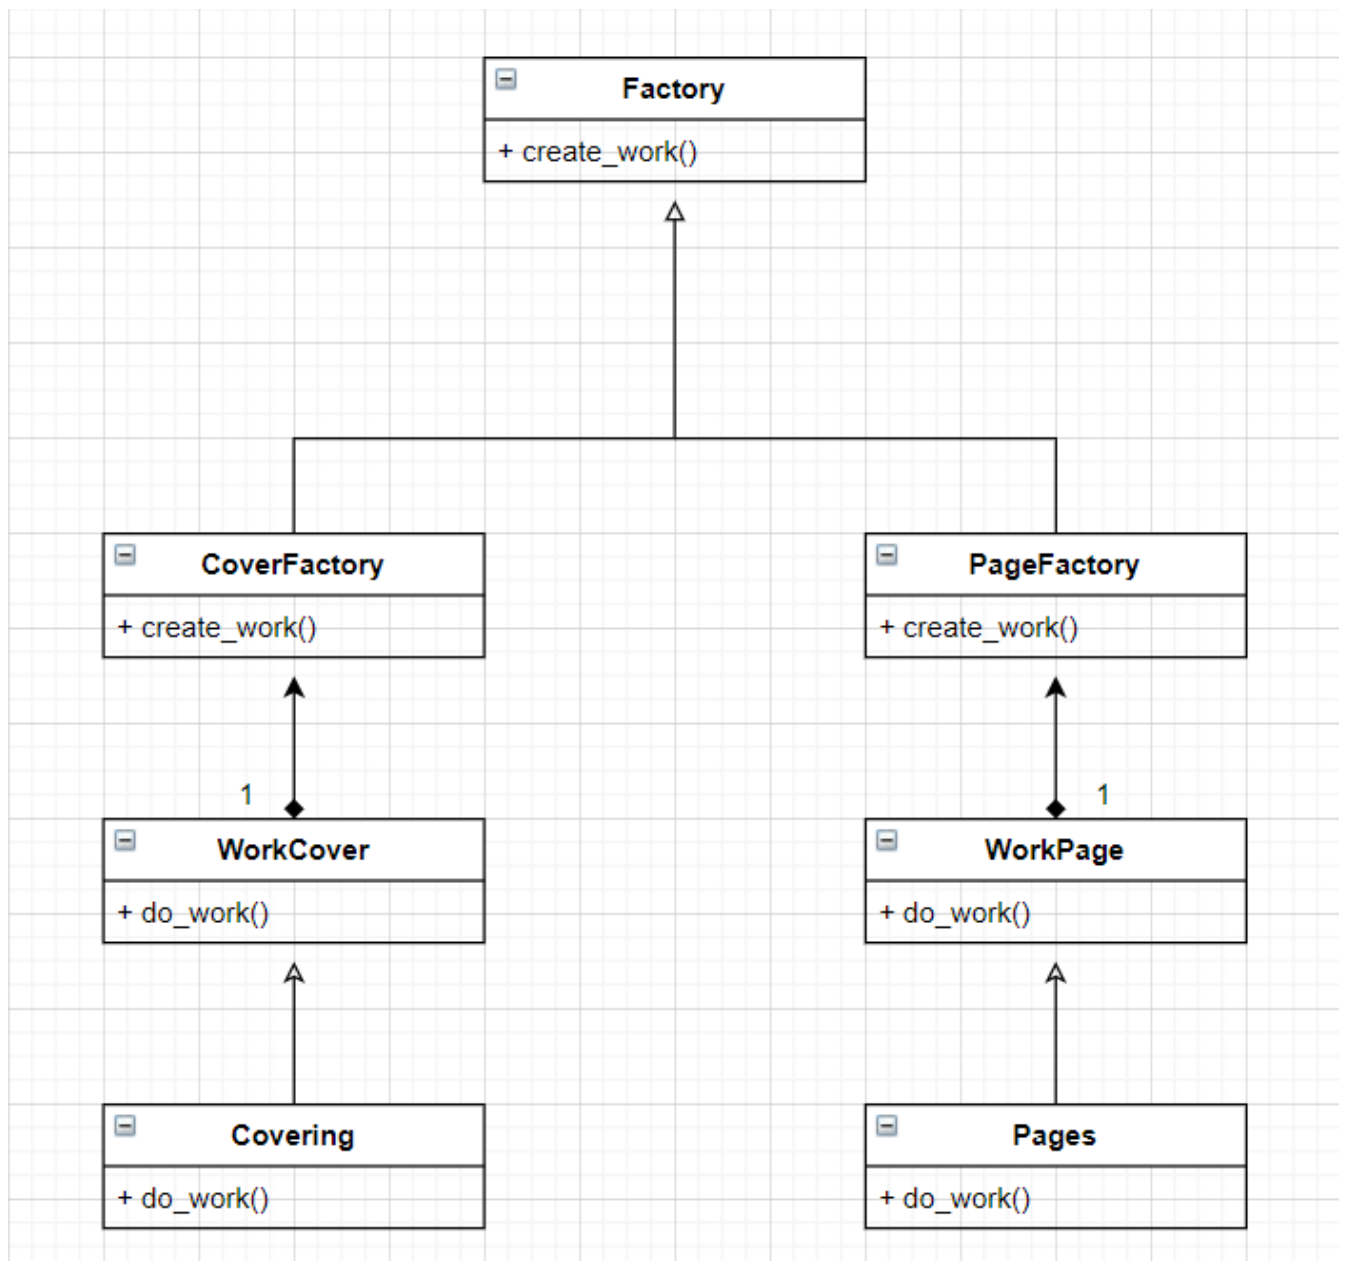 Factory
+ create_work()
CoverFactory
+ create_work()
PageFactory
+ create_work()
1
WorkCover
+ do_work()
1
WorkPage
+ do_work()
Covering
+ do_work()
Pages
+ do_work()